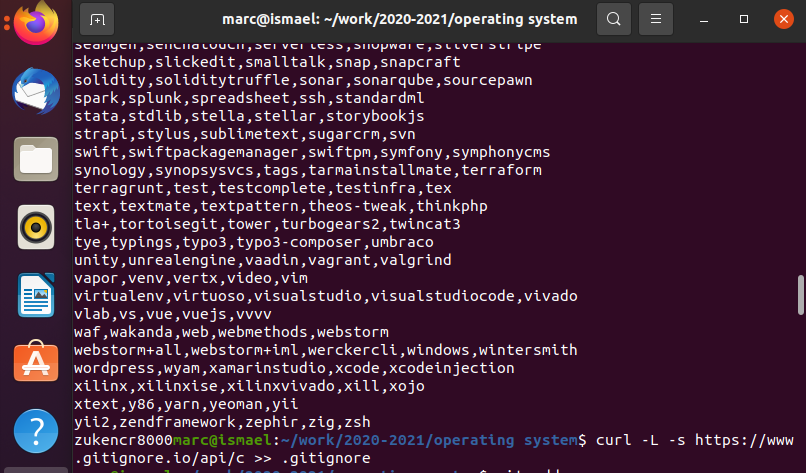 marc@ismael: ~/work/2020-2021/operating system
seamgen,senchatouch,serverless,shopware,silverstripe
sketchup,slickedit,smalltalk,snap,snapcraft
solidity,soliditytruffle,sonar,sonarqube,sourcepawn
spark,splunk,spreadsheet,ssh,standardml
stata,stdlib,stella,stellar,storybookjs
strapi,stylus,sublimetext,sugarcrm,svn
swift,swiftpackagemanager,swiftpm,symfony,symphonycms
synology,synopsysvcs,tags,tarmainstallmate,terraform
terragrunt,test,testcomplete,testinfra,tex
text,textmate,textpattern,theos-tweak,thinkphp
tla+,tortoisegit,tower,turbogears2,twincat3
tye,typings,typo3,typo3-composer,umbraco
unity,unrealengine,vaadin,vagrant,valgrind
vapor,venv,vertx,video,vim
virtualenv,virtuoso,visualstudio,visualstudiocode,vivado
vlab,vs,vue,vuejs,vvvv
waf,wakanda,web,webmethods,webstorm
webstorm+all,webstorm+iml,werckercli,windows,wintersmith
wordpress,wyam,xamarinstudio,xcode,xcodeinjection
xilinx,xilinxise,xilinxvivado,xill,xojo
xtext,y86,yarn,yeoman,yii
yii2,zendframework,zephir,zig,zsh
zukencr8000marc@ismael:~/work/2020-2021/operating system$ curl -L -s https://www
.gitignore.io/api/c >> .gitignore